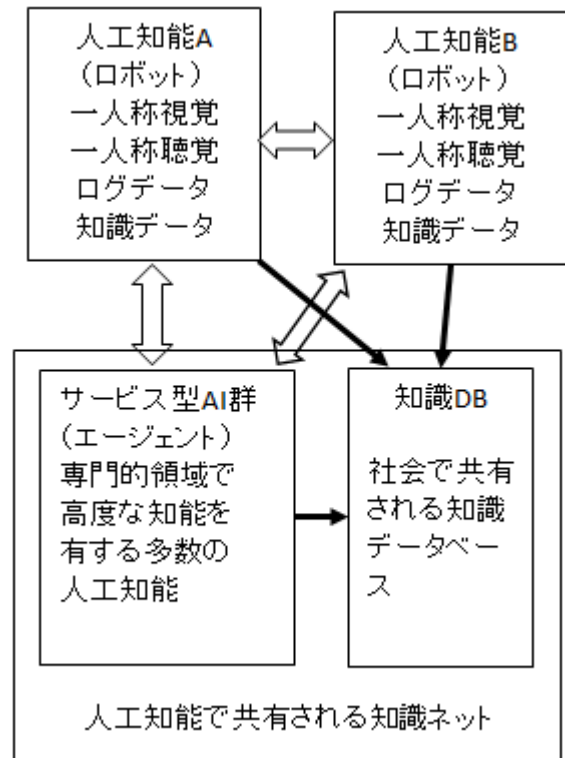 人工知能A
(ロボット)
一人称視覚
一人称聴覚
ログデータ
知識データ
人工知能B
(ロボット)
一人称視覚
一人称聴覚
ログデータ
知識データ
サービス型AI群
(エージェント)
専門的領域で
高度な知能を
有する多数の
人工知能
知識DB
社会で共有
される知識
データベー
ス
人工知能で共有される知識ネット